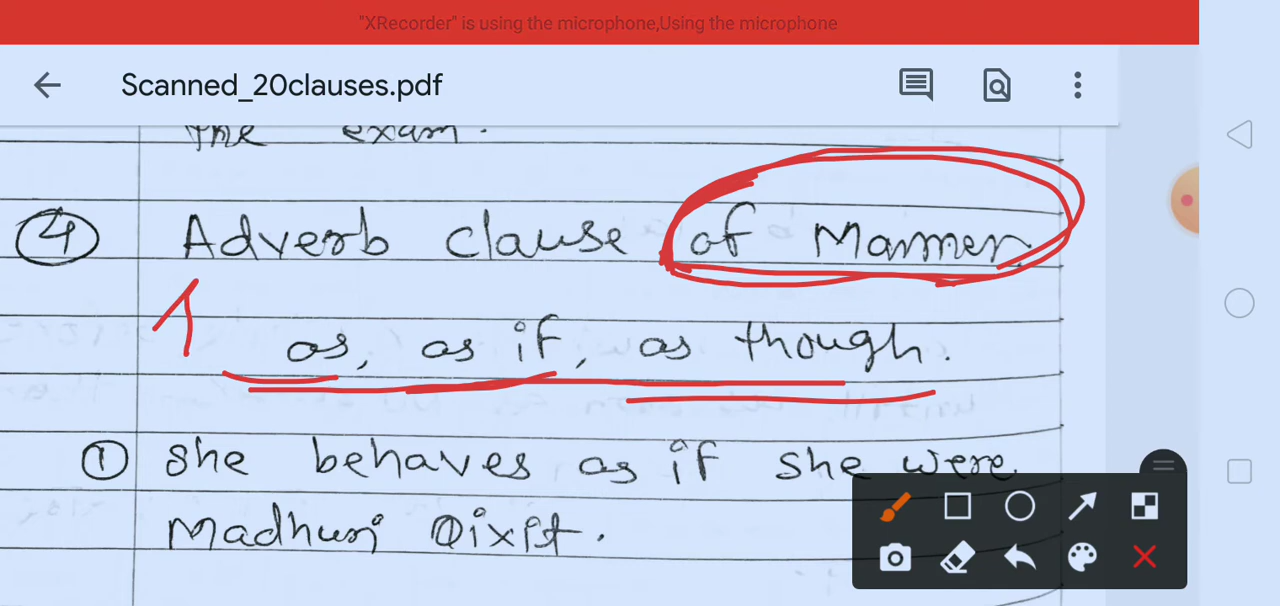 "XRecorder" is using the microphone,Using the microphone
Scanned_20clauses.pdf
the exam.
4 Adverb clause of Manner
as, as if, as though.
1 she behaves as if she were
Madhuri Dixit.